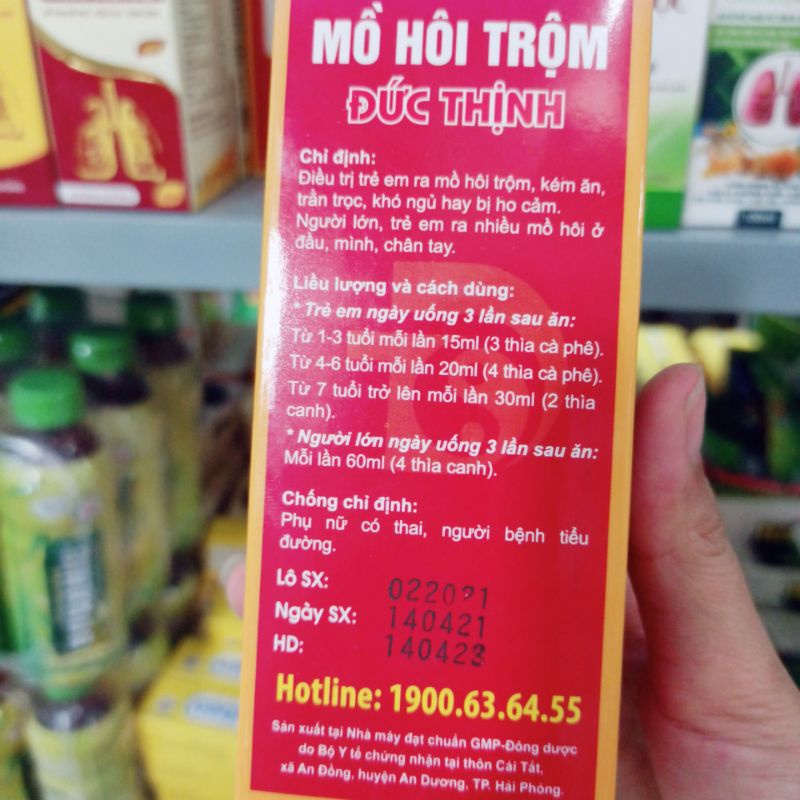 MỒ HÔI TRỘM
ĐỨC THỊNH
Chỉ định:
Điều trị trẻ em ra mồ hôi trộm, kém ăn,
trằn trọc, khó ngủ hay bị ho cảm.
Người lớn, trẻ em ra nhiều mồ hôi ở
đầu, mình, chân tay.
Liều lượng và cách dùng:
* Trẻ em ngày uống 3 lần sau ăn:
Từ 1-3 tuổi mỗi lần 15ml (3 thìa cà phê).
Từ 4-6 tuổi mỗi lần 20ml (4 thìa cà phê).
Từ 7 tuổi trở lên mỗi lần 30ml (2 thìa
canh).
* Người lớn ngày uống 3 lần sau ăn:
Mỗi lần 60ml (4 thìa canh).
Chống chỉ định:
Phụ nữ có thai, người bệnh tiểu
đường.
Lô SX: 022021
Ngày SX: 140421
HD: 140423
Hotline: 1900.63.64.55
Sản xuất tại Nhà máy đạt chuẩn GMP-Đông dược
do Bộ Y tế chứng nhận tại thôn Cái Tắt,
xã An Đồng, huyện An Dương, TP. Hải Phòng.